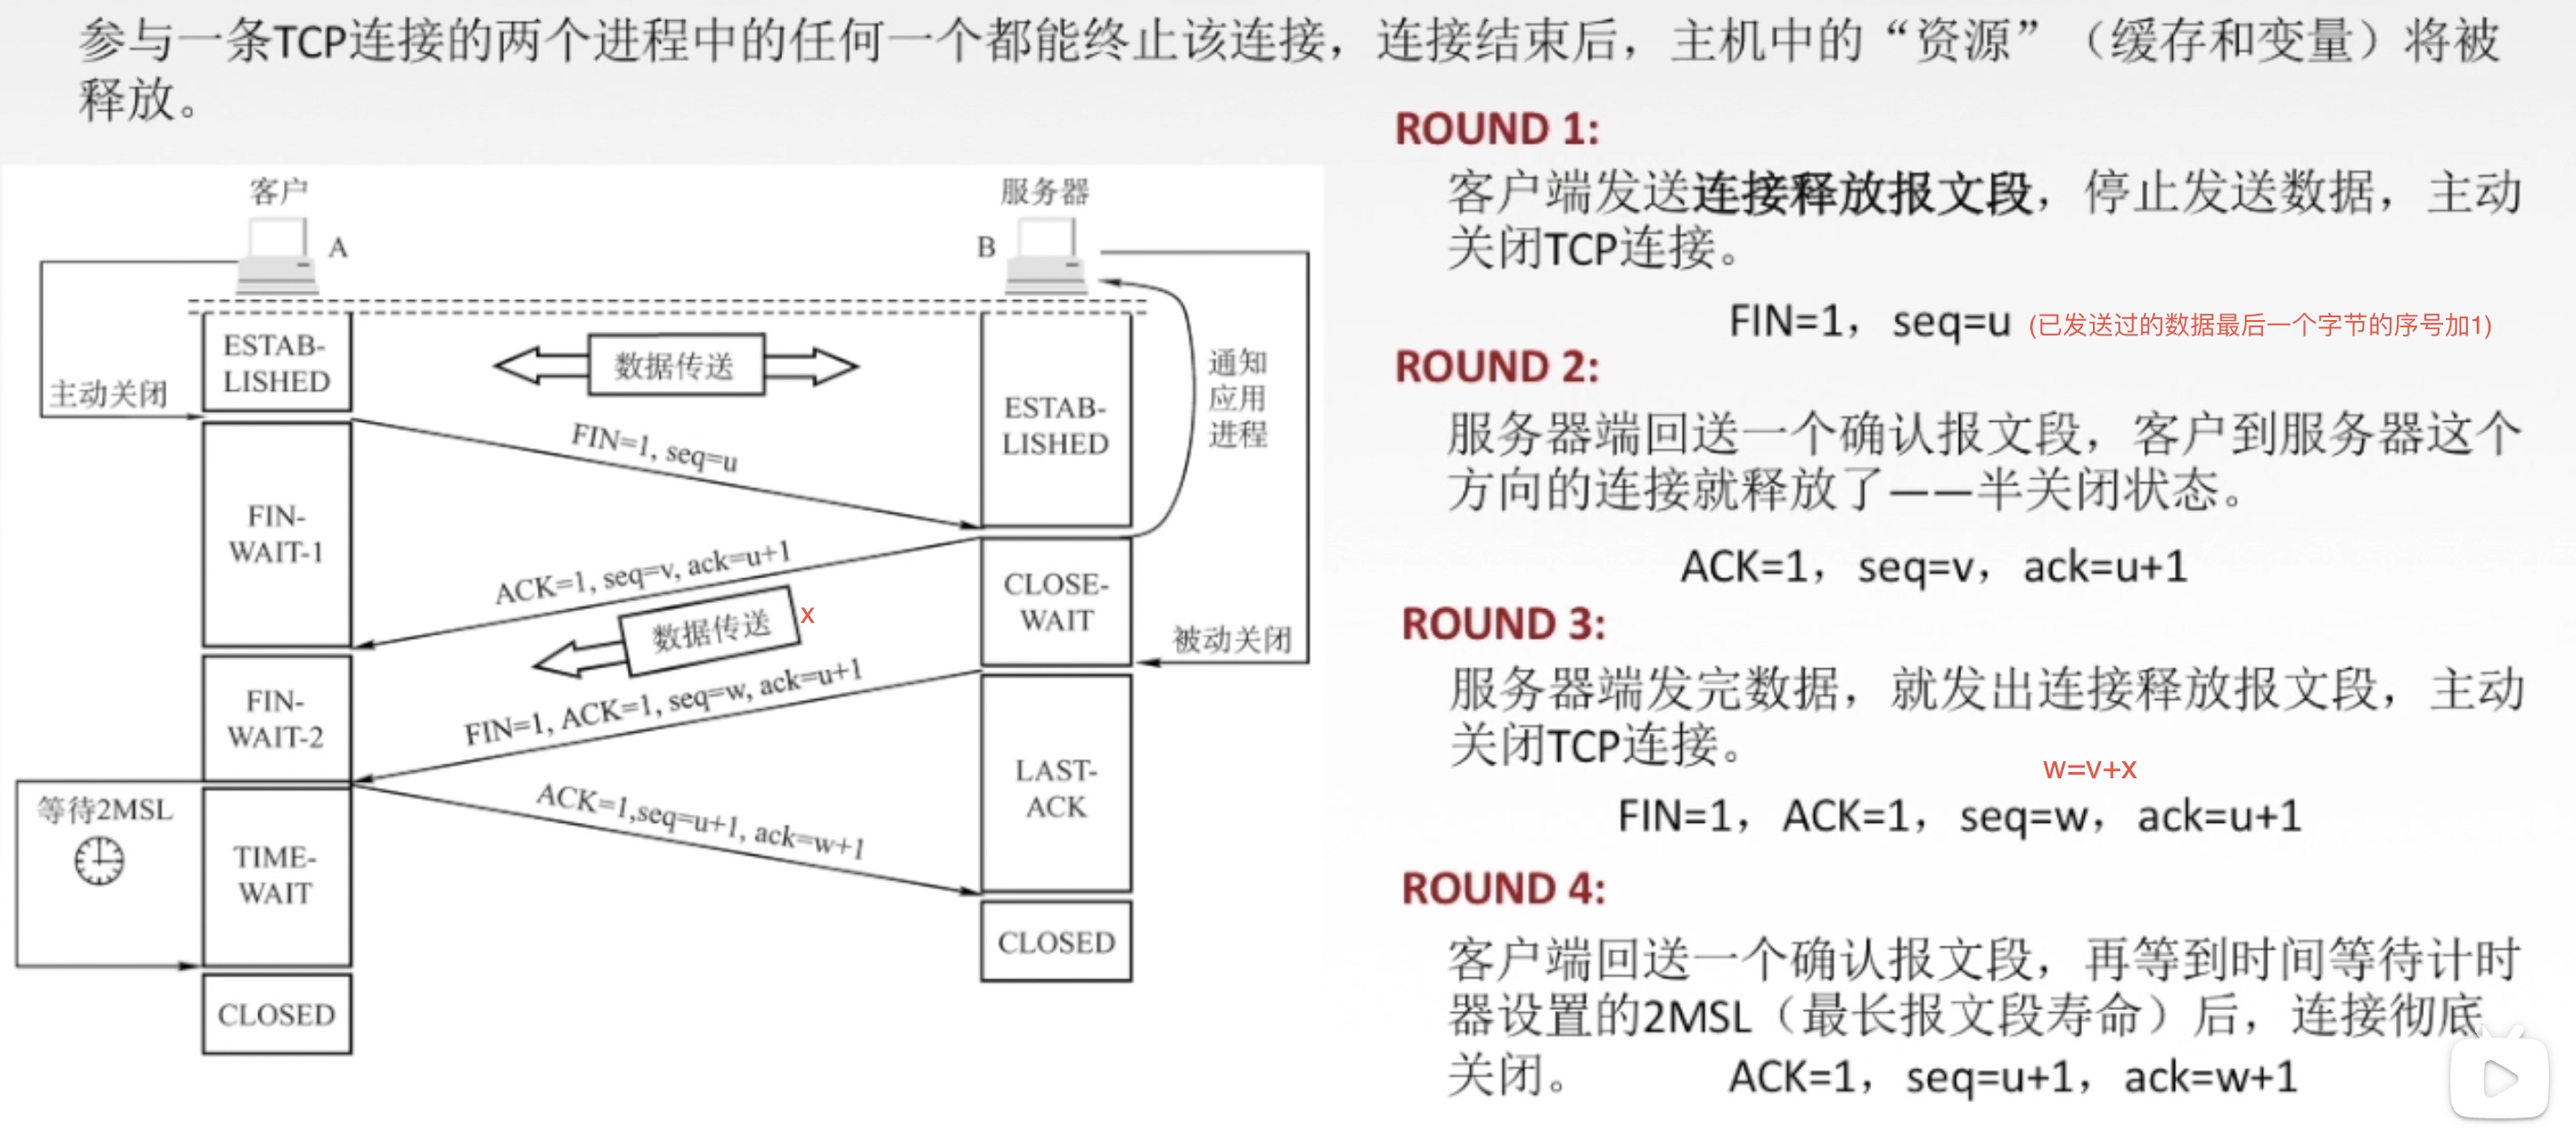 参与一条TCP连接的两个进程中的任何一个都能终止该连接，连接结束后，主机中的“资源”（缓存和变量）将被
释放。
客户
A
服务器
B
ESTAB-
LISHED
主动关闭
数据传送
ESTAB-
LISHED
通知
应用
进程
FIN=1, seq=u
FIN-
WAIT-1
ACK=1, seq=v, ack=u+1
数据传送
x
CLOSE-
WAIT
被动关闭
FIN-
WAIT-2
FIN=1, ACK=1, seq=w, ack=u+1
等待2MSL
ACK=1,seq=u+1, ack=w+1
LAST-
ACK
TIME-
WAIT
CLOSED
CLOSED
ROUND 1:
客户端发送连接释放报文段，停止发送数据，主动
关闭TCP连接。
FIN=1，seq=u (已发送过的数据最后一个字节的序号加1)
ROUND 2:
服务器端回送一个确认报文段，客户到服务器这个
方向的连接就释放了——半关闭状态。
ACK=1，seq=v，ack=u+1
ROUND 3:
服务器端发完数据，就发出连接释放报文段，主动
关闭TCP连接。
w=v+x
FIN=1，ACK=1，seq=w，ack=u+1
ROUND 4:
客户端回送一个确认报文段，再等到时间等待计时
器设置的2MSL（最长报文段寿命）后，连接彻底
关闭。 ACK=1，seq=u+1，ack=w+1